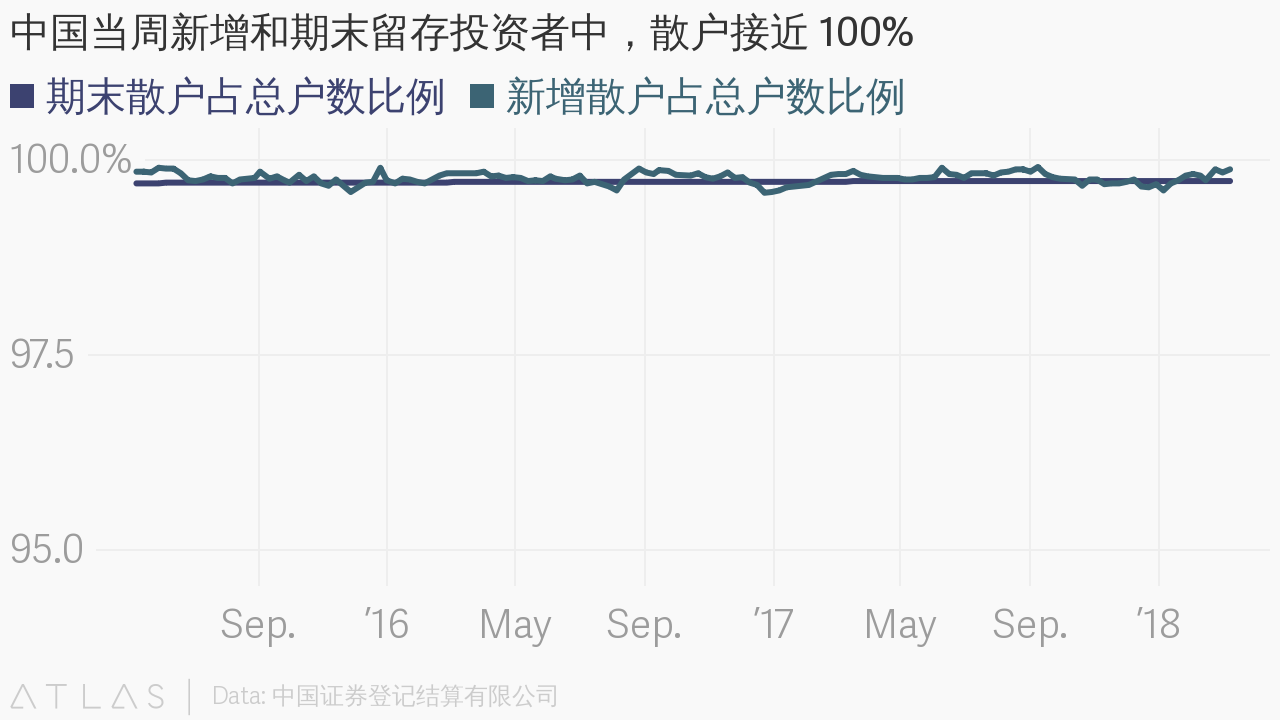 中国当周新增和期末留存投资者中，散户接近 100%
期末散户占总户数比例 新增散户占总户数比例
100.0%
97.5
95.0
Sep. ’16 May Sep. ’17 May Sep. ’18
ATLAS | Data: 中国证券登记结算有限公司